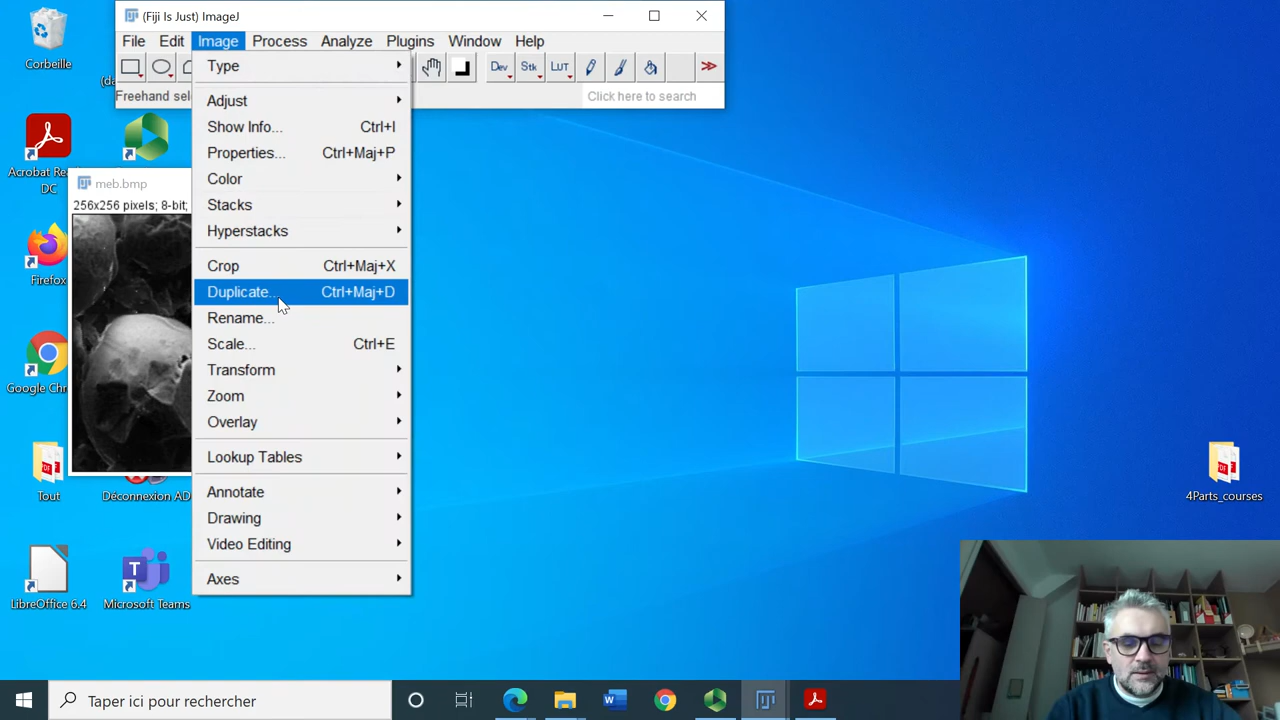 Corbeille
(Fiji Is Just) ImageJ
File Edit Image Process Analyze Plugins Window Help
Dev Stk LUT
Freehand sel
Click here to search
Type
Adjust
Show Info... Ctrl+I
Properties... Ctrl+Maj+P
Color
Stacks
Hyperstacks
Crop Ctrl+Maj+X
Duplicate... Ctrl+Maj+D
Rename...
Scale... Ctrl+E
Transform
Zoom
Overlay
Lookup Tables
Annotate
Drawing
Video Editing
Axes
(da
Acrobat Rea
DC
meb.bmp
256x256 pixels; 8-bit;
Firefox
Google Chr
Tout
Déconnexion AD
LibreOffice 6.4
Microsoft Teams
4Parts_courses
Taper ici pour rechercher